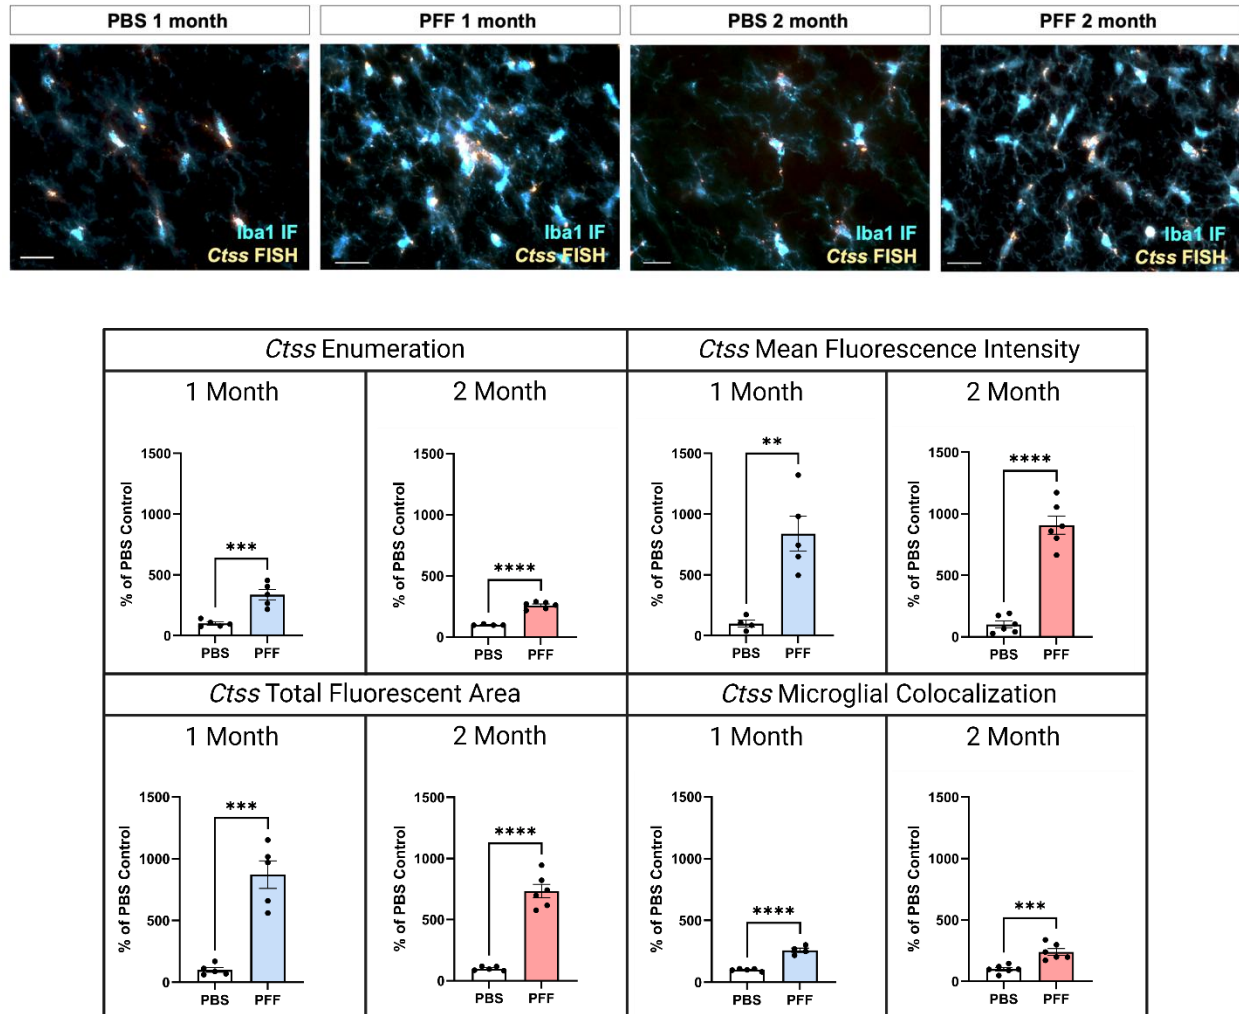 PBS 1 month
PFF 1 month
PBS 2 month
PFF 2 month
Iba1 IF
Ctss FISH
Iba1 IF
Ctss FISH
Iba1 IF
Ctss FISH
Iba1 IF
Ctss FISH
Ctss Enumeration
Ctss Mean Fluorescence Intensity
1 Month
2 Month
1 Month
2 Month
% of PBS Control
1500
1000
500
0
***
PBS PFF
% of PBS Control
1500
1000
500
0
****
PBS PFF
% of PBS Control
1500
1000
500
0
**
PBS PFF
% of PBS Control
1500
1000
500
0
****
PBS PFF
Ctss Total Fluorescent Area
Ctss Microglial Colocalization
1 Month
2 Month
1 Month
2 Month
% of PBS Control
1500
1000
500
0
***
PBS PFF
% of PBS Control
1500
1000
500
0
****
PBS PFF
% of PBS Control
1500
1000
500
0
****
PBS PFF
% of PBS Control
1500
1000
500
0
***
PBS PFF